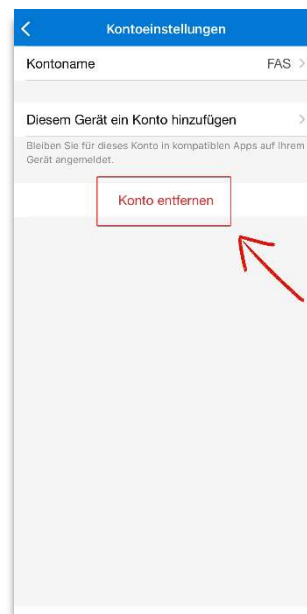 Kontoeinstellungen
Kontoname FAS
Diesem Gerät ein Konto hinzufügen
Bleiben Sie für dieses Konto in kompatiblen Apps auf Ihrem
Gerät angemeldet.
Konto entfernen